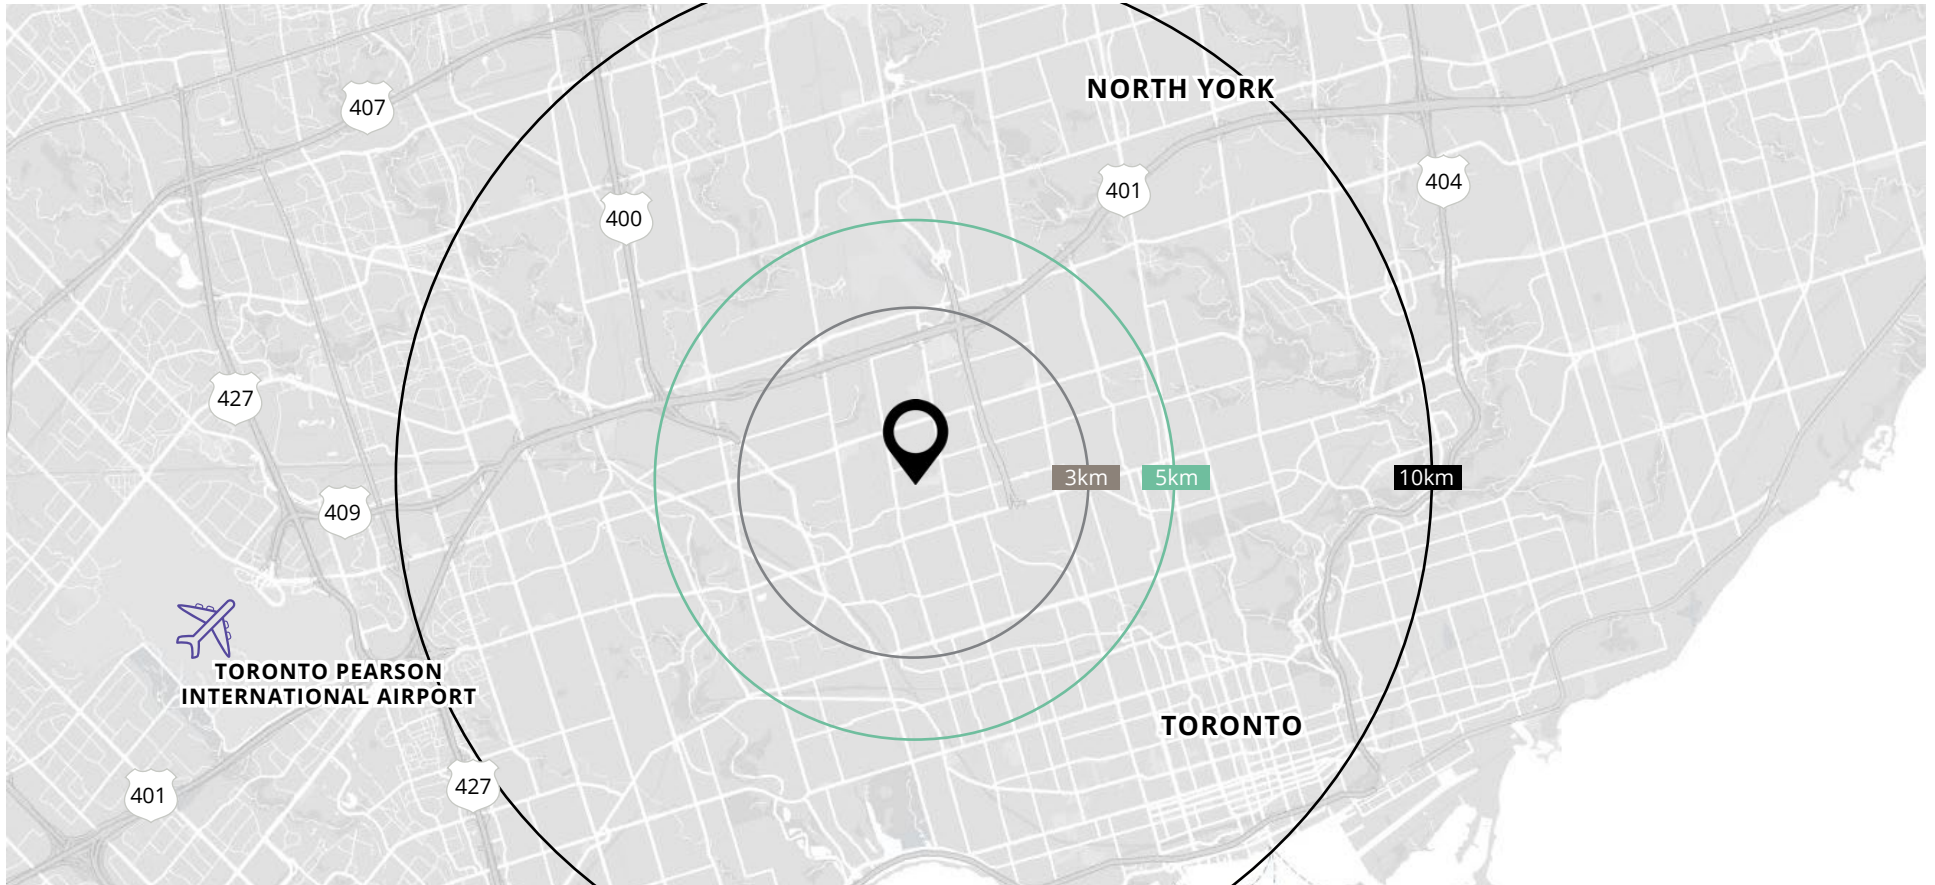 NORTH YORK
407
401
404
400
427
3km
5km
10km
409
TORONTO PEARSON
INTERNATIONAL AIRPORT
TORONTO
427
401